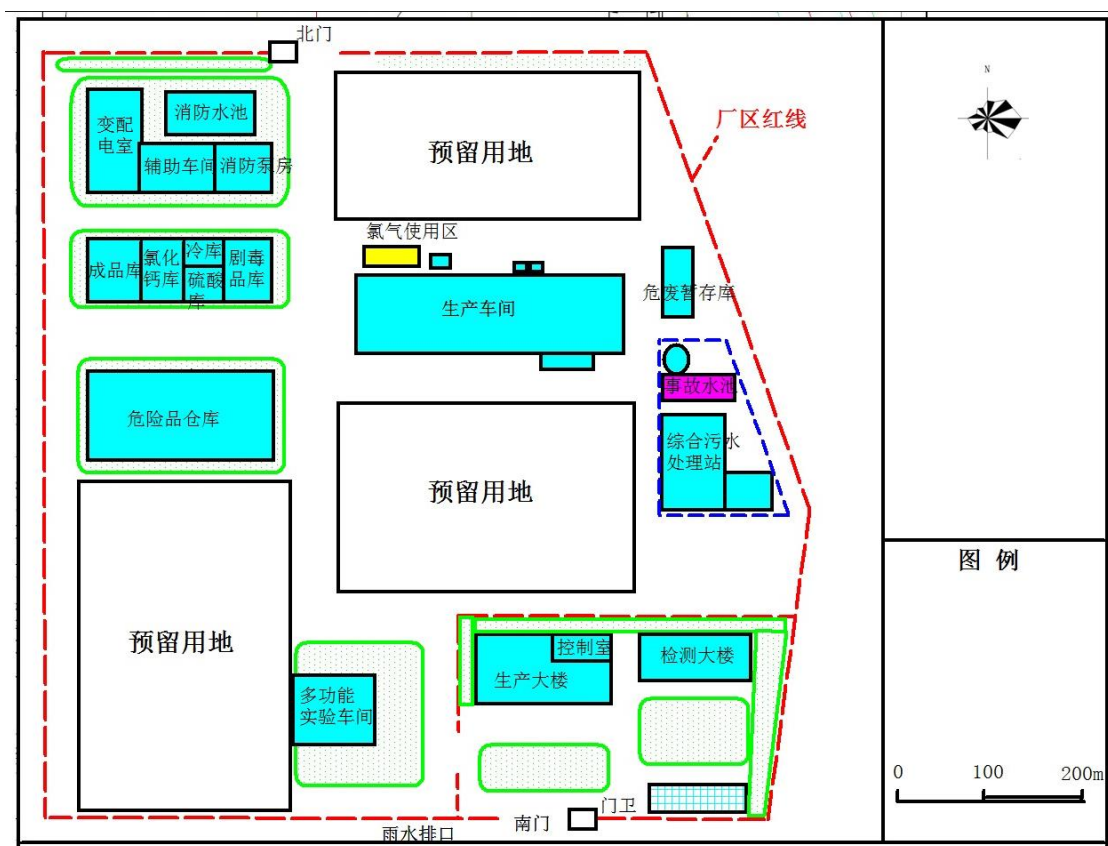 北门
N
消防水池
变配
电室
厂区红线
预留用地
辅助车间
消防泵房
氯气使用区
成品库
氯化
钙库
冷库
硫酸
库
剧毒
品库
生产车间
危废暂存库
事故水池
危险品仓库
综合污水
处理站
预留用地
图 例
预留用地
控制室
检测大楼
生产大楼
多功能
实验车间
0
100
200m
门卫
南门
雨水排口